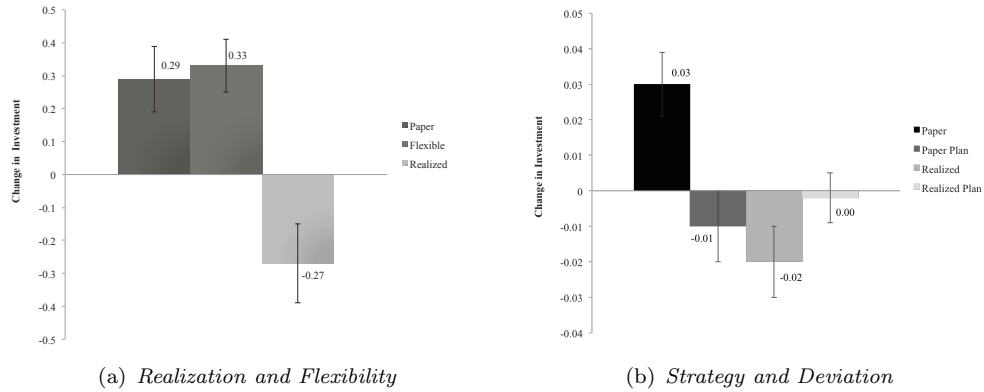 0.5
0.4
0.3
0.2
0.1
0
-0.1
-0.2
-0.3
-0.4
-0.5
Change in Investment
0.29
0.33
-0.27
Paper
Flexible
Realized
(a) Realization and Flexibility
0.05
0.04
0.03
0.02
0.01
0
-0.01
-0.02
-0.03
-0.04
Change in Investment
0.03
-0.01
-0.02
0.00
Paper
Paper Plan
Realized
Realized Plan
(b) Strategy and Deviation